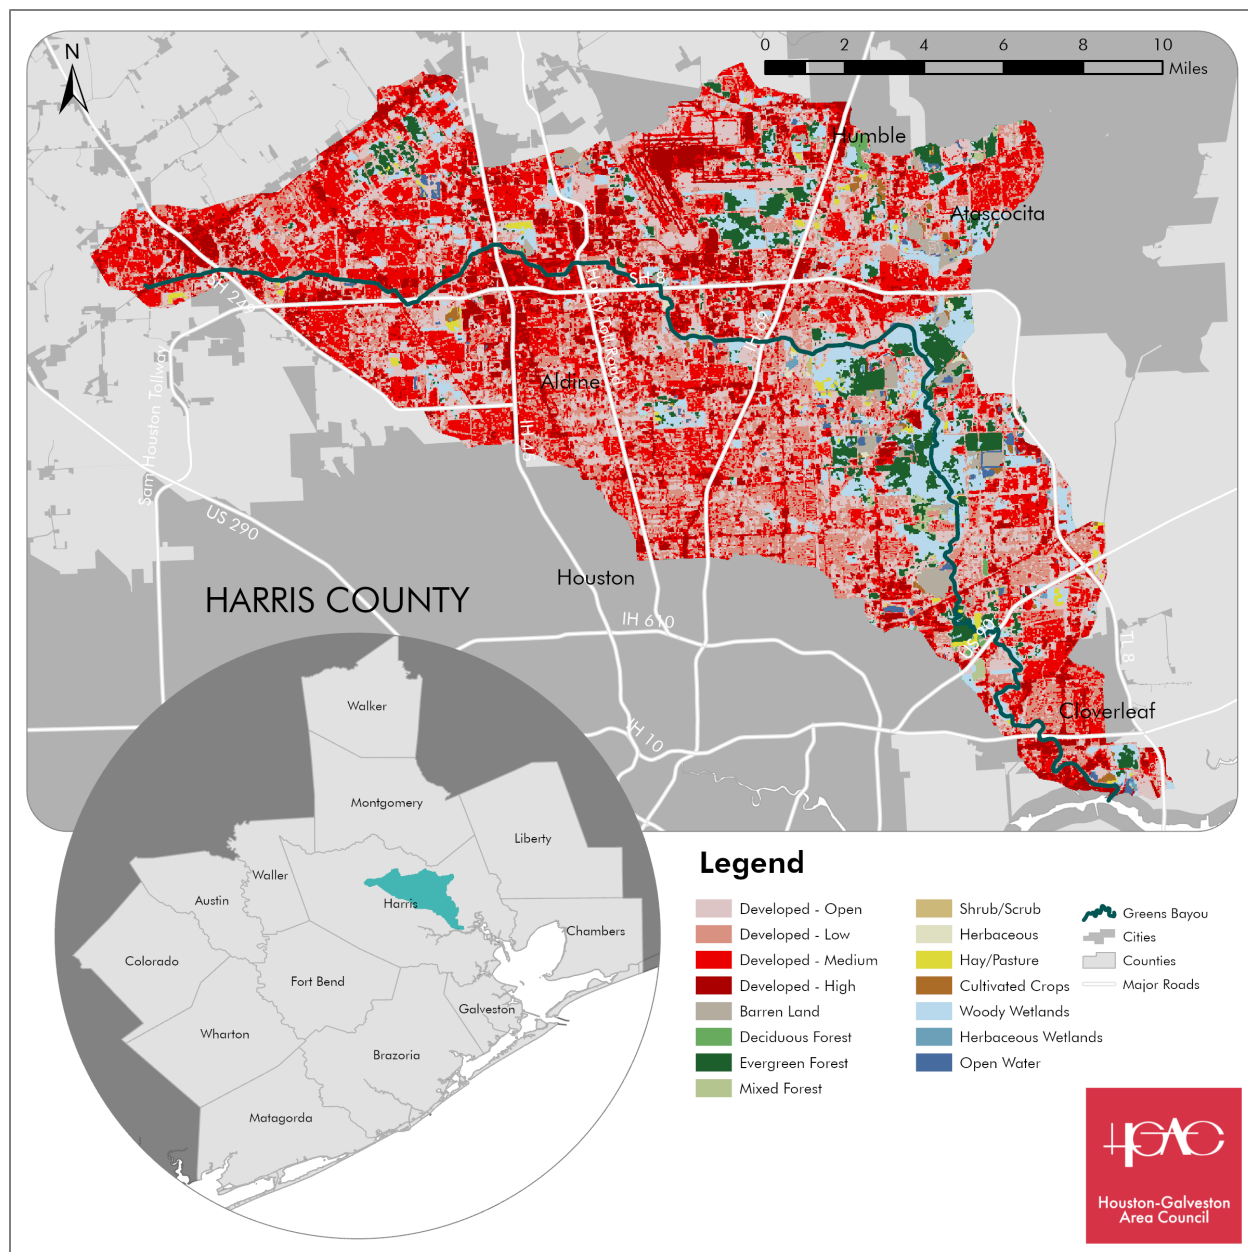 N
0 2 4 6 8 10
Miles
Humble
Atascocita
SH 249
SH 8
Hardy Toll Road
IH 69
Aldine
Sam Houston Tollway
IH 45
US 290
Houston
HARRIS COUNTY
IH 610
TL 8
Cloverleaf
IH 10
Walker
Montgomery
Liberty
Waller
Austin
Harris
Chambers
Colorado
Fort Bend
Galveston
Wharton
Brazoria
Matagorda
Legend
Developed - Open
Developed - Low
Developed - Medium
Developed - High
Barren Land
Deciduous Forest
Evergreen Forest
Mixed Forest
Shrub/Scrub
Herbaceous
Hay/Pasture
Cultivated Crops
Woody Wetlands
Herbaceous Wetlands
Open Water
Greens Bayou
Cities
Counties
Major Roads
HGAC
Houston-Galveston
Area Council